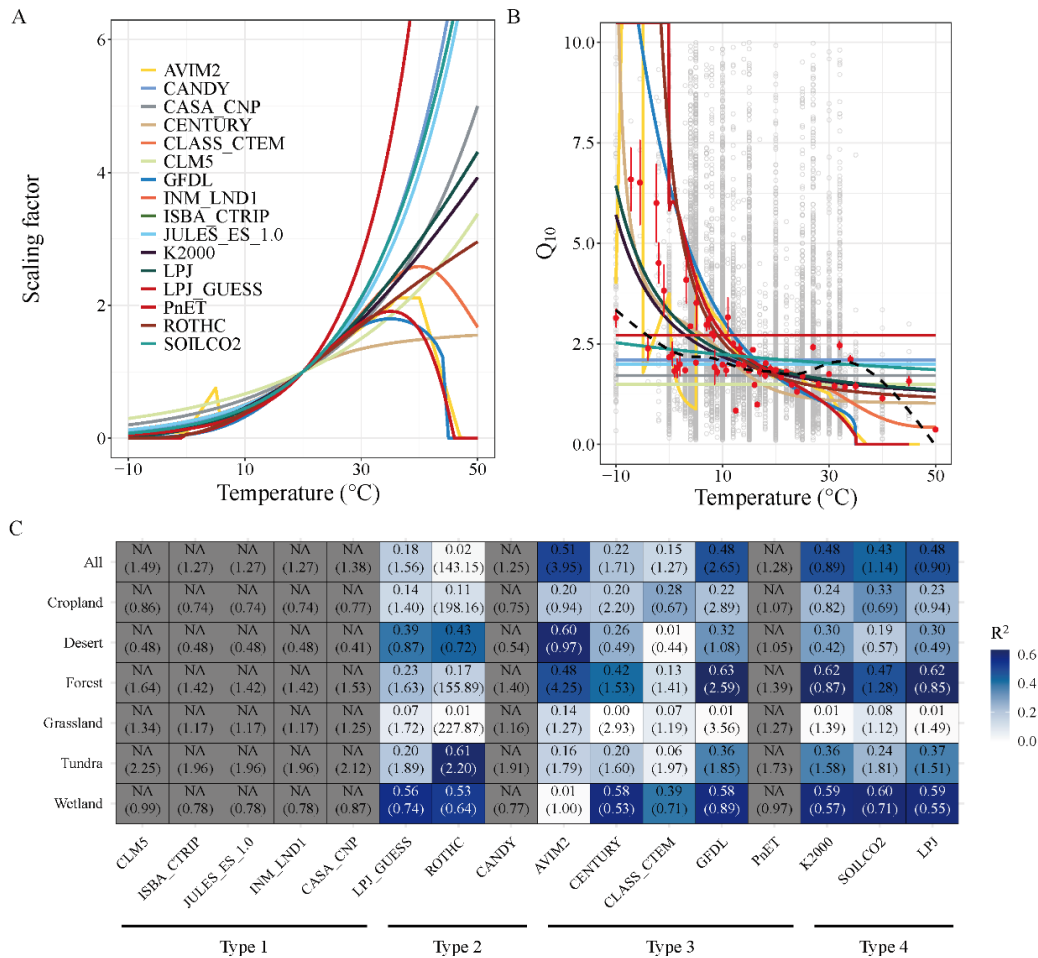 A
B
Scaling factor
6
4
2
0
AVIM2
CANDY
CASA_CNP
CENTURY
CLASS_CTEM
CLM5
GFDL
INM_LND1
ISBA_CTRIP
JULES_ES_1.0
K2000
LPJ
LPJ_GUESS
PnET
ROTHC
SOILCO2
−10 10 30 50
Temperature (°C)
Q10
10.0
7.5
5.0
2.5
0.0
−10 10 30 50
Temperature (°C)
C
All
NA NA NA NA NA 0.18 0.02 NA 0.51 0.22 0.15 0.48 NA 0.48 0.43 0.48
(1.49) (1.27) (1.27) (1.27) (1.38) (1.56) (143.15) (1.25) (3.95) (1.71) (1.27) (2.65) (1.28) (0.89) (1.14) (0.90)
Cropland
NA NA NA NA NA 0.14 0.11 NA 0.20 0.22 0.28 0.22 NA 0.24 0.33 0.23
(0.86) (0.74) (0.74) (0.74) (0.77) (1.40) (198.16) (0.75) (0.94) (2.20) (0.67) (2.89) (1.07) (0.82) (0.69) (0.94)
Desert
NA NA NA NA NA 0.39 0.43 NA 0.60 0.26 0.01 0.32 NA 0.30 0.19 0.30
(0.48) (0.48) (0.48) (0.48) (0.41) (0.87) (0.72) (0.54) (0.97) (0.49) (0.44) (1.08) (1.05) (0.42) (0.57) (0.49)
Forest
NA NA NA NA NA 0.23 0.17 NA 0.48 0.42 0.13 0.63 NA 0.62 0.47 0.62
(1.64) (1.42) (1.42) (1.42) (1.53) (1.63) (155.89) (1.40) (4.25) (1.53) (1.41) (2.59) (1.39) (0.87) (1.28) (0.85)
Grassland
NA NA NA NA NA 0.07 0.01 NA 0.14 0.00 0.07 0.01 NA 0.01 0.08 0.01
(1.34) (1.17) (1.17) (1.17) (1.25) (1.72) (227.87) (1.16) (1.27) (2.93) (1.19) (3.56) (1.27) (1.39) (1.12) (1.49)
Tundra
NA NA NA NA NA 0.20 0.61 NA 0.16 0.20 0.06 0.36 NA 0.36 0.24 0.37
(2.25) (1.96) (1.96) (1.96) (2.12) (1.89) (2.20) (1.91) (1.79) (1.60) (1.97) (1.85) (1.73) (1.58) (1.81) (1.51)
Wetland
NA NA NA NA NA 0.56 0.53 NA 0.01 0.58 0.39 0.58 NA 0.59 0.60 0.59
(0.99) (0.78) (0.78) (0.78) (0.87) (0.74) (0.64) (0.77) (1.00) (0.53) (0.71) (0.89) (0.97) (0.57) (0.71) (0.55)
R²
0.6
0.4
0.2
0.0
CLM5
ISBA_CTRIP
JULES_ES_1.0
INM_LND1
CASA_CNP
LPJ_GUESS
ROTHC
CANDY
AVIM2
CENTURY
CLASS_CTEM
GFDL
PnET
K2000
SOILCO2
LPJ
Type 1
Type 2
Type 3
Type 4